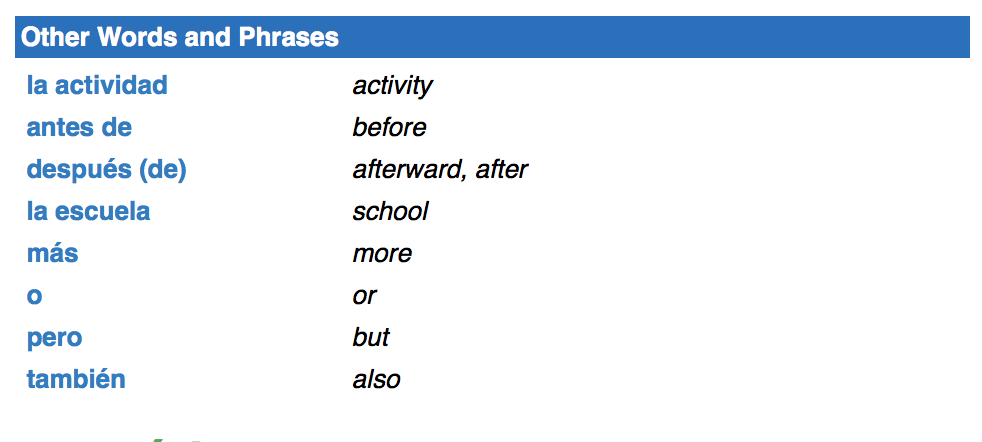 Other Words and Phrases
la actividad activity
antes de before
después (de) afterward, after
la escuela school
más more
o or
pero but
también also